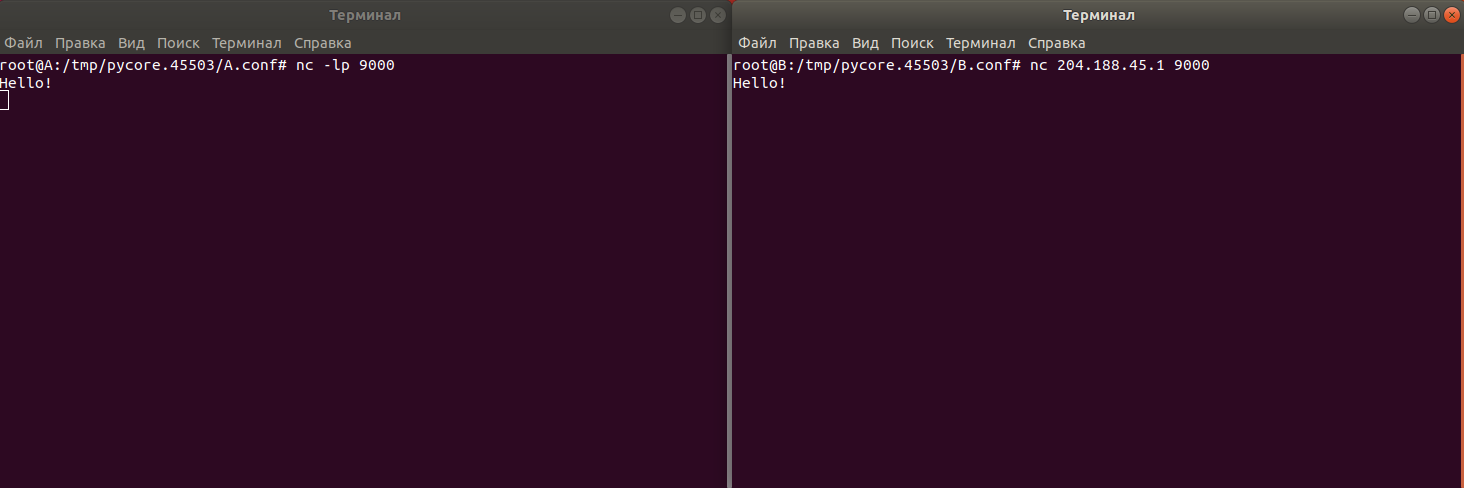 Терминал
Файл Правка Вид Поиск Терминал Справка
root@A:/tmp/pycore.45503/A.conf# nc -lp 9000
Hello!
Терминал
Файл Правка Вид Поиск Терминал Справка
root@B:/tmp/pycore.45503/B.conf# nc 204.188.45.1 9000
Hello!